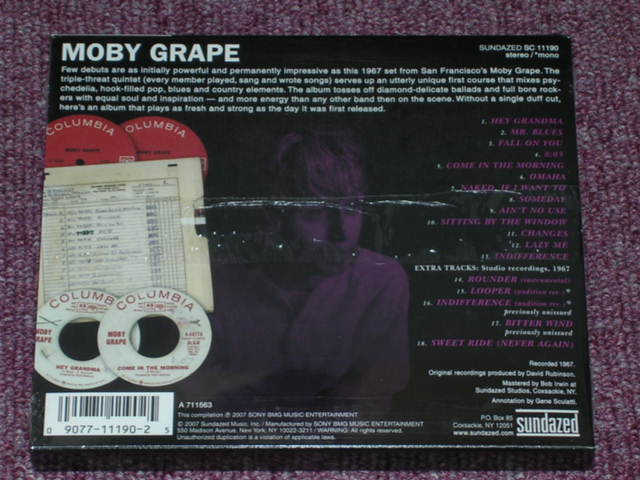 MOBY GRAPE
SUNDAZED SC 11190
stereo / *mono
Few debuts are as initially powerful and permanently impressive as this 1967 set from San Francisco's Moby Grape. The
triple-threat quintet (every member played, sang and wrote songs) serves up an utterly unique first course that mixes psy-
chedelia, hook-filled pop, blues and country elements. The album tosses off diamond-delicate ballads and full bore rock-
ers with equal soul and inspiration — and more energy than any other band then on the scene. Without a single duff cut,
here's an album that plays as fresh and strong as the day it was first released.
COLUMBIA
MOBY GRAPE
COLUMBIA
MOBY GRAPE
1. HEY GRANDMA
2. MR. BLUES
3. FALL ON YOU
4. 8:05
5. COME IN THE MORNING
6. OMAHA
7. NAKED, IF I WANT TO
8. SOMEDAY
9. AIN'T NO USE
10. SITTING BY THE WINDOW
11. CHANGES
12. LAZY ME
13. INDIFFERENCE
EXTRA TRACKS: Studio recordings, 1967
14. ROUNDER (instrumental)
15. LOOPER (audition rec.)*
16. INDIFFERENCE (audition rec.)*
previously unissued
17. BITTER WIND
previously unissued
18. SWEET RIDE (NEVER AGAIN)
COLUMBIA
MOBY
GRAPE
HEY GRANDMA
COLUMBIA
MOBY
GRAPE
COME IN THE MORNING
Recorded 1967.
Original recordings produced by David Rubinson.
Mastered by Bob Irwin at
Sundazed Studios, Coxsackie, NY.
Annotation by Gene Sculatti.
A 711563
This compilation ℗ 2007 SONY BMG MUSIC ENTERTAINMENT
© 2007 Sundazed Music, Inc. / Manufactured by SONY BMG MUSIC ENTERTAINMENT
550 Madison Avenue, New York, NY 10022-3211 / WARNING: All rights reserved.
Unauthorized duplication is a violation of applicable laws.
P.O. Box 85
Coxsackie, NY 12051
sundazed
0 9077-11190-2 5